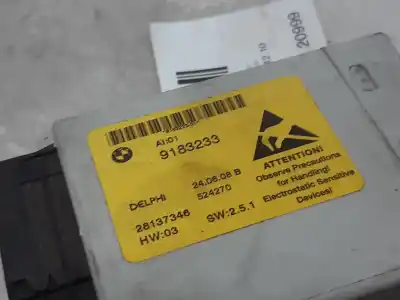 20999
AI:01
9183233
DELPHI
24.06.08 B
524270
28137346
HW:03
SW:2.5.1
ATTENTION!
Observe Precautions
for Handling!
Electrostatic Sensitive
Devices!